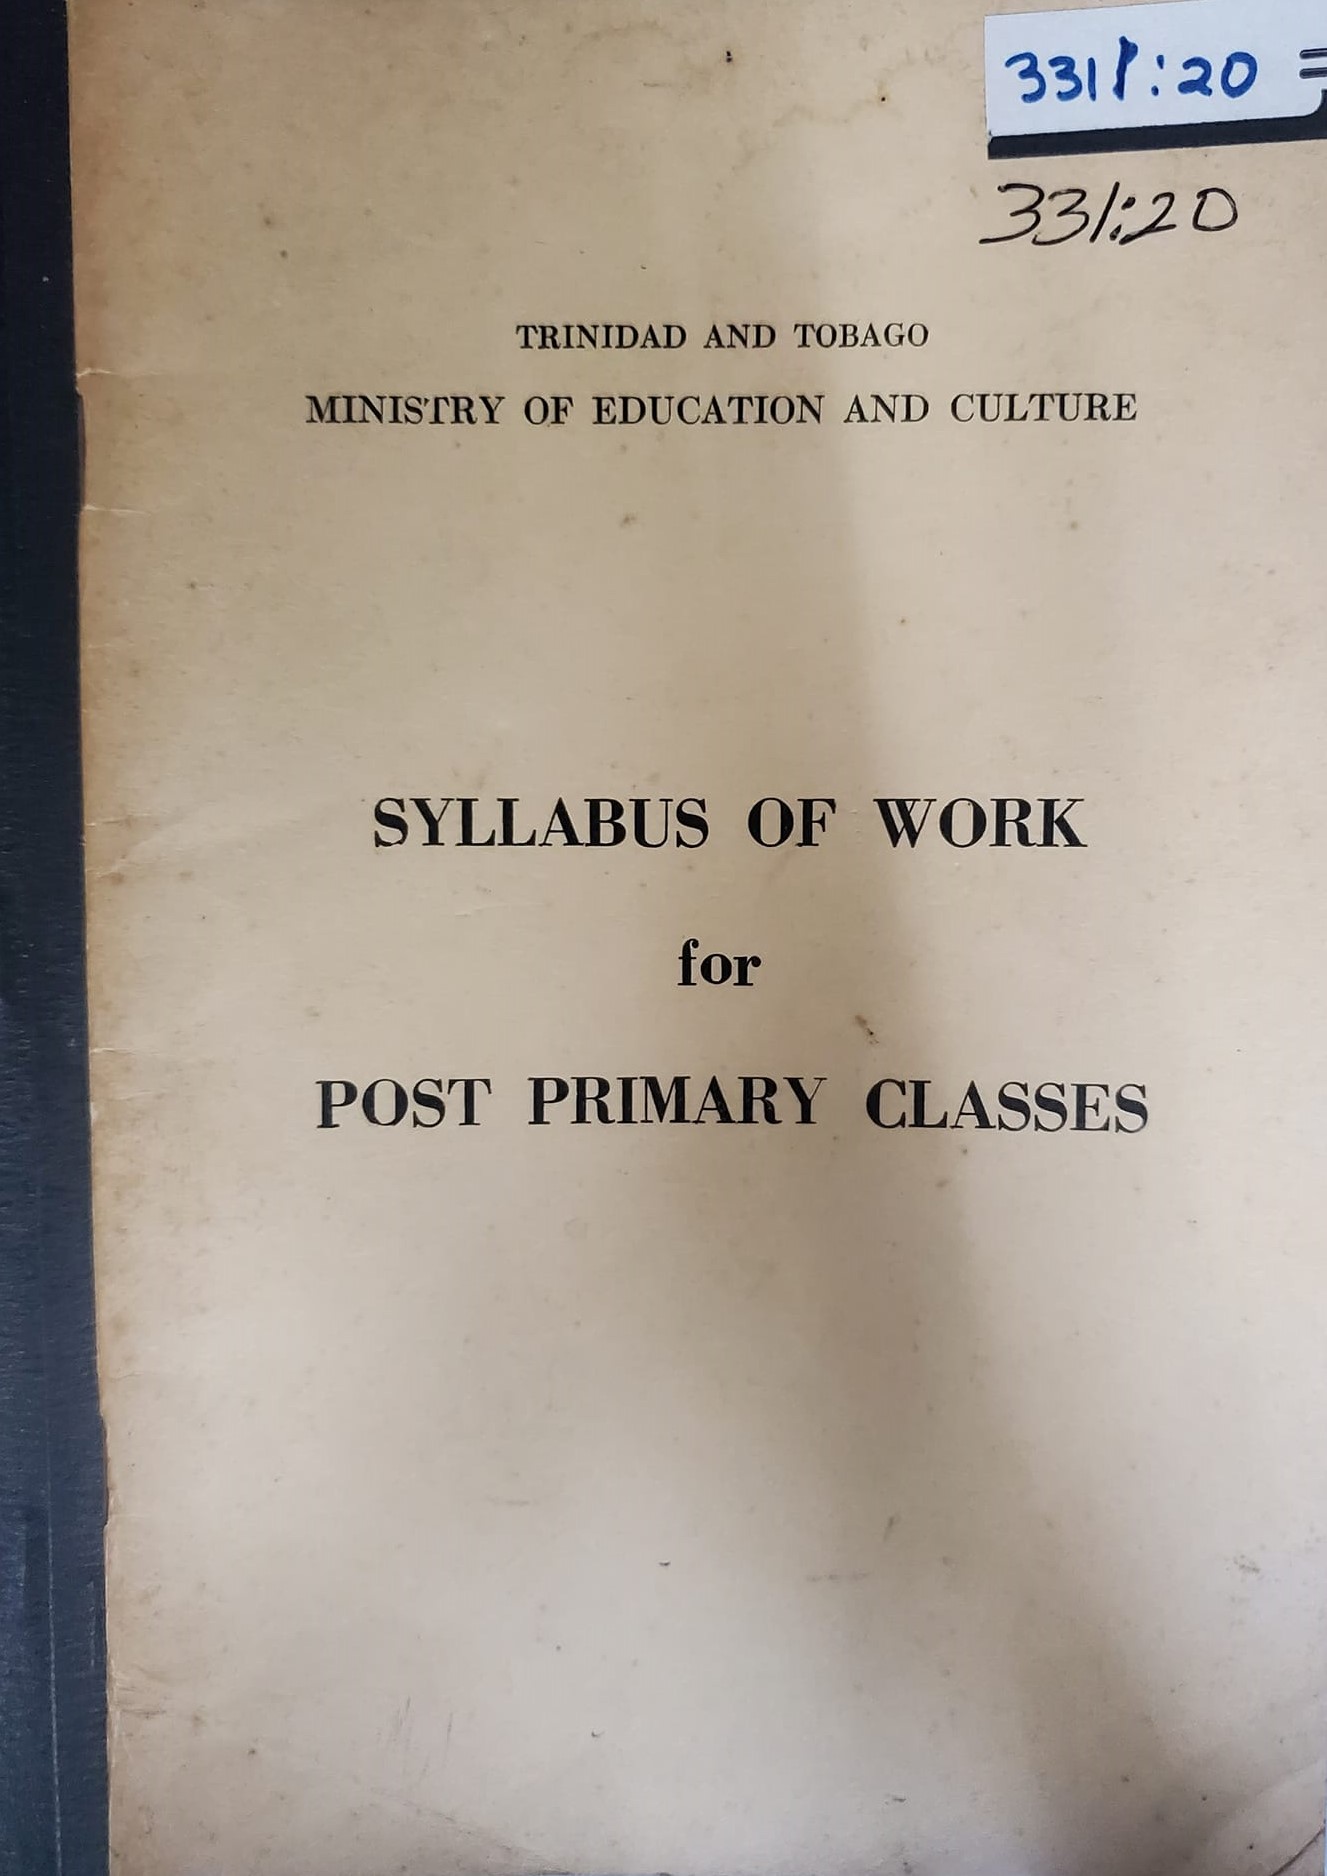 331:20
331:20
TRINIDAD AND TOBAGO
MINISTRY OF EDUCATION AND CULTURE
SYLLABUS OF WORK
for
POST PRIMARY CLASSES